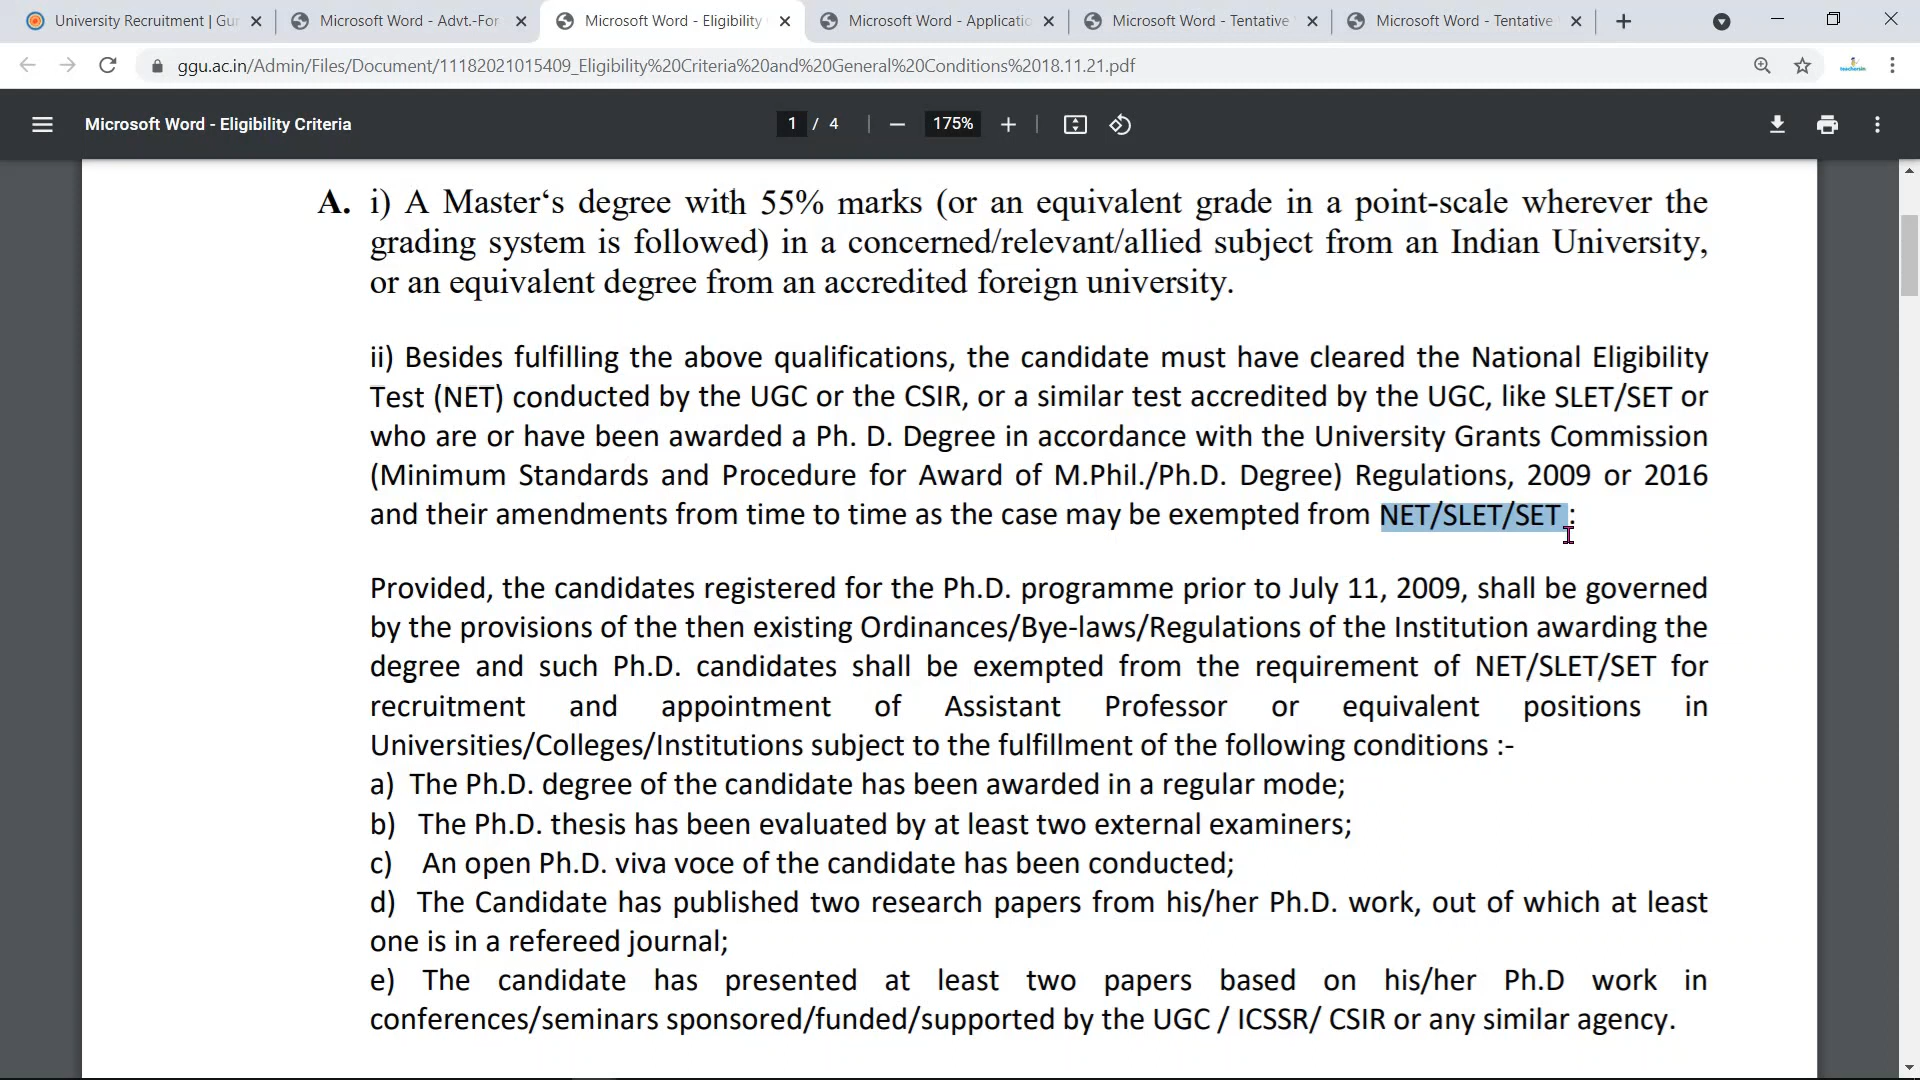 University Recruitment | Gur
Microsoft Word - Advt.-For
Microsoft Word - Eligibility
Microsoft Word - Applicatio
Microsoft Word - Tentative
Microsoft Word - Tentative
ggu.ac.in/Admin/Files/Document/11182021015409_Eligibility%20Criteria%20and%20General%20Conditions%2018.11.21.pdf
Microsoft Word - Eligibility Criteria
1 / 4
175%
A. i) A Master‘s degree with 55% marks (or an equivalent grade in a point-scale wherever the
grading system is followed) in a concerned/relevant/allied subject from an Indian University,
or an equivalent degree from an accredited foreign university.
ii) Besides fulfilling the above qualifications, the candidate must have cleared the National Eligibility
Test (NET) conducted by the UGC or the CSIR, or a similar test accredited by the UGC, like SLET/SET or
who are or have been awarded a Ph. D. Degree in accordance with the University Grants Commission
(Minimum Standards and Procedure for Award of M.Phil./Ph.D. Degree) Regulations, 2009 or 2016
and their amendments from time to time as the case may be exempted from NET/SLET/SET :
Provided, the candidates registered for the Ph.D. programme prior to July 11, 2009, shall be governed
by the provisions of the then existing Ordinances/Bye-laws/Regulations of the Institution awarding the
degree and such Ph.D. candidates shall be exempted from the requirement of NET/SLET/SET for
recruitment and appointment of Assistant Professor or equivalent positions in
Universities/Colleges/Institutions subject to the fulfillment of the following conditions :-
a) The Ph.D. degree of the candidate has been awarded in a regular mode;
b) The Ph.D. thesis has been evaluated by at least two external examiners;
c) An open Ph.D. viva voce of the candidate has been conducted;
d) The Candidate has published two research papers from his/her Ph.D. work, out of which at least
one is in a refereed journal;
e) The candidate has presented at least two papers based on his/her Ph.D work in
conferences/seminars sponsored/funded/supported by the UGC / ICSSR/ CSIR or any similar agency.